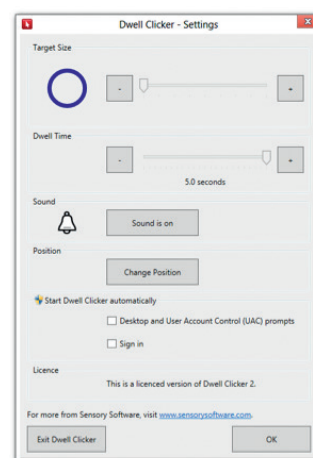 Dwell Clicker - Settings
x
Target Size
- +
Dwell Time
- +
5.0 seconds
Sound
Sound is on
Position
Change Position
Start Dwell Clicker automatically
Desktop and User Account Control (UAC) prompts
Sign in
Licence
This is a licenced version of Dwell Clicker 2.
For more from Sensory Software, visit www.sensorysoftware.com.
Exit Dwell Clicker OK